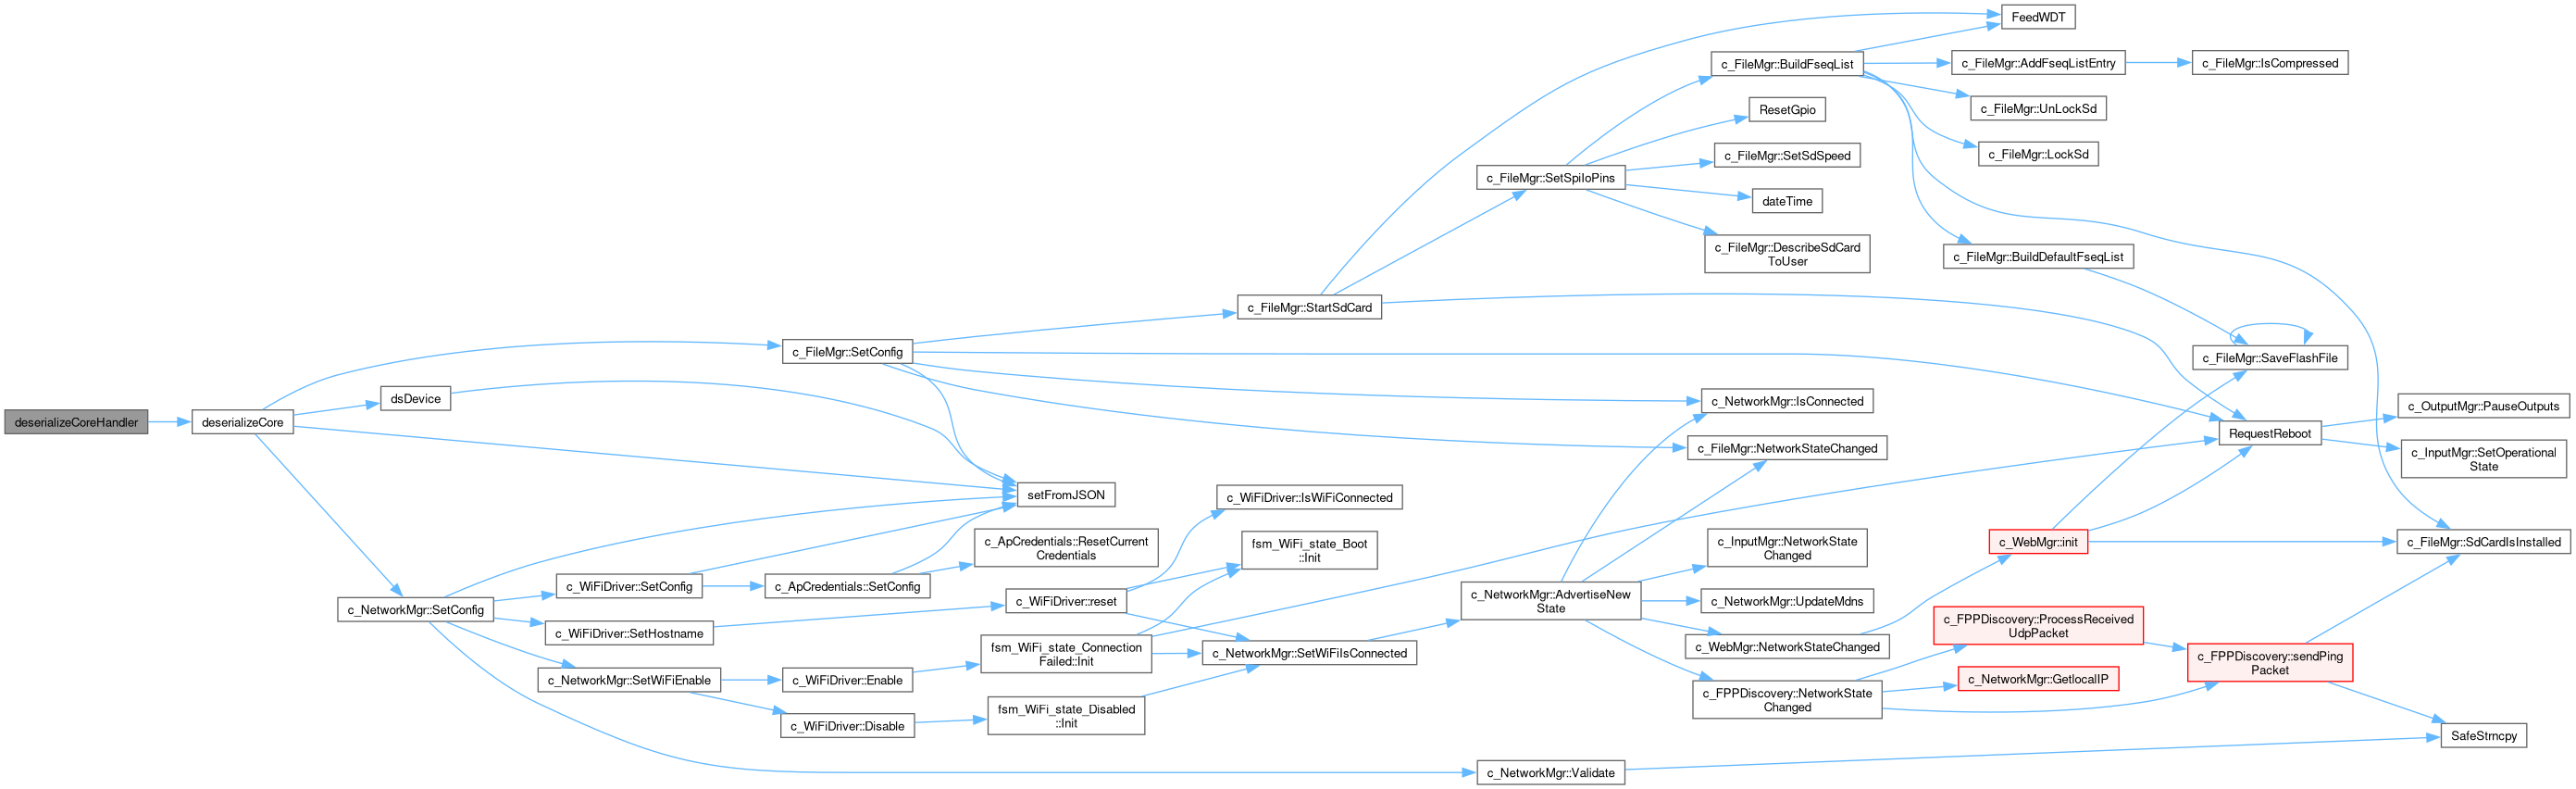 deserializeCoreHandler
deserializeCore
c_FileMgr::SetConfig
dsDevice
c_NetworkMgr::SetConfig
setFromJSON
c_WiFiDriver::SetConfig
c_ApCredentials::SetConfig
c_ApCredentials::ResetCurrent
Credentials
c_WiFiDriver::SetHostname
c_WiFiDriver::reset
c_NetworkMgr::SetWiFiEnable
c_WiFiDriver::Enable
c_WiFiDriver::Disable
fsm_WiFi_state_Connection
Failed::Init
fsm_WiFi_state_Disabled
::Init
c_WiFiDriver::IsWiFiConnected
fsm_WiFi_state_Boot
::Init
c_NetworkMgr::SetWiFiIsConnected
c_NetworkMgr::Validate
c_FileMgr::StartSdCard
c_FileMgr::SetSpiIoPins
c_NetworkMgr::AdvertiseNew
State
c_FileMgr::BuildFseqList
ResetGpio
c_FileMgr::SetSdSpeed
dateTime
c_FileMgr::DescribeSdCard
ToUser
c_NetworkMgr::IsConnected
c_FileMgr::NetworkStateChanged
c_InputMgr::NetworkState
Changed
c_NetworkMgr::UpdateMdns
c_WebMgr::NetworkStateChanged
c_FPPDiscovery::NetworkState
Changed
FeedWDT
c_FileMgr::AddFseqListEntry
c_FileMgr::UnLockSd
c_FileMgr::LockSd
c_FileMgr::BuildDefaultFseqList
c_WebMgr::init
c_FPPDiscovery::ProcessReceived
UdpPacket
c_NetworkMgr::GetlocalIP
c_FileMgr::IsCompressed
c_FileMgr::SaveFlashFile
RequestReboot
c_FPPDiscovery::sendPing
Packet
c_OutputMgr::PauseOutputs
c_InputMgr::SetOperational
State
c_FileMgr::SdCardIsInstalled
SafeStrncpy